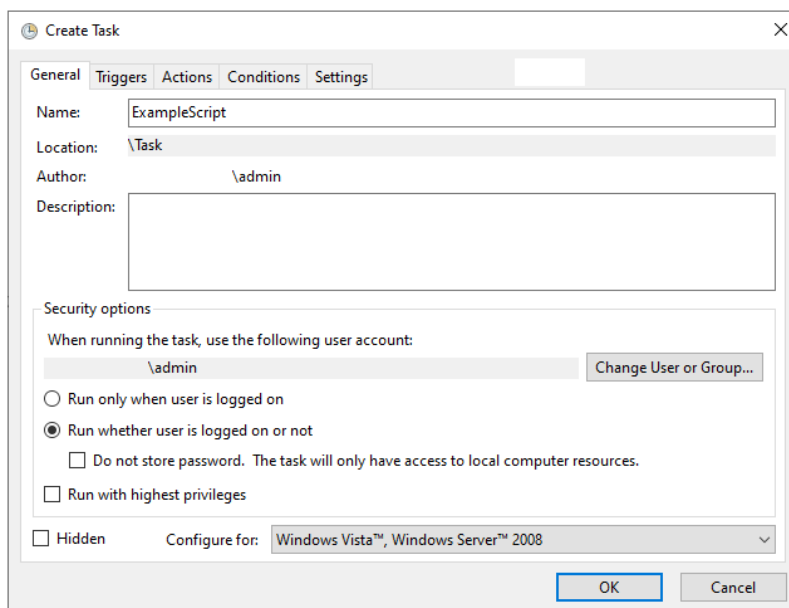 Create Task
General Triggers Actions Conditions Settings
Name: ExampleScript
Location: \Task
Author: \admin
Description:
Security options
When running the task, use the following user account:
\admin Change User or Group...
Run only when user is logged on
Run whether user is logged on or not
Do not store password. The task will only have access to local computer resources.
Run with highest privileges
Hidden Configure for: Windows Vista™, Windows Server™ 2008
OK Cancel